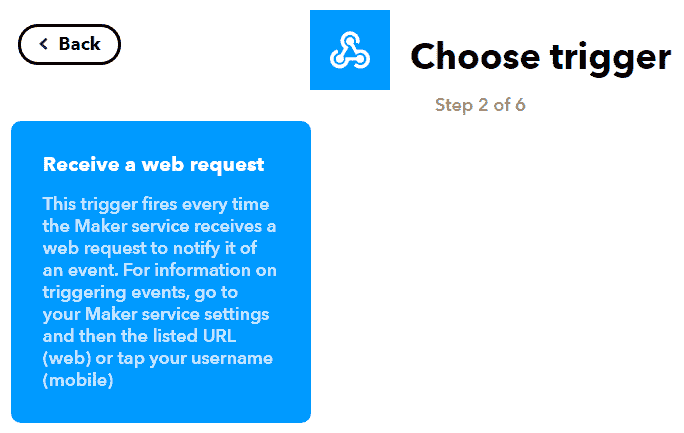 Back
Choose trigger
Step 2 of 6
Receive a web request
This trigger fires every time
the Maker service receives a
web request to notify it of
an event. For information on
triggering events, go to
your Maker service settings
and then the listed URL
(web) or tap your username
(mobile)